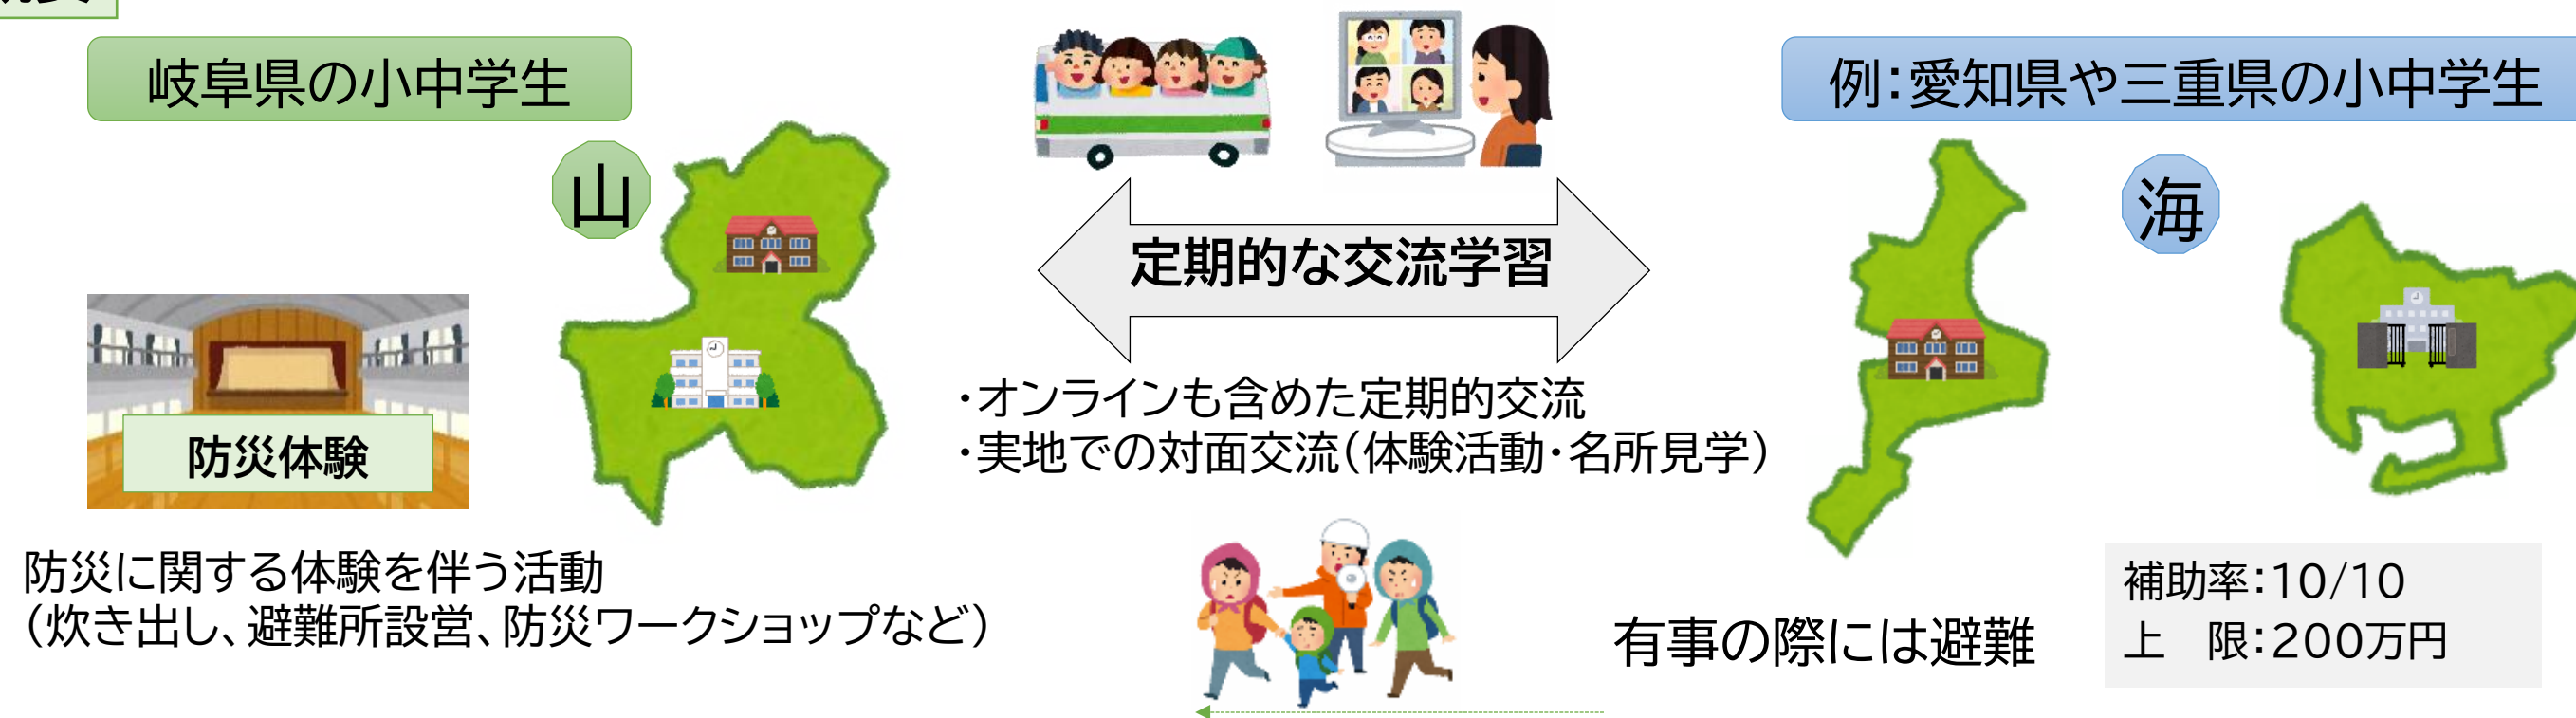 岐阜県の小中学生
山
防災体験
防災に関する体験を伴う活動
(炊き出し、避難所設営、防災ワークショップなど)
定期的な交流学習
・オンラインも含めた定期的交流
・実地での対面交流(体験活動・名所見学)
例:愛知県や三重県の小中学生
海
有事の際には避難
補助率:10/10
上　限:200万円